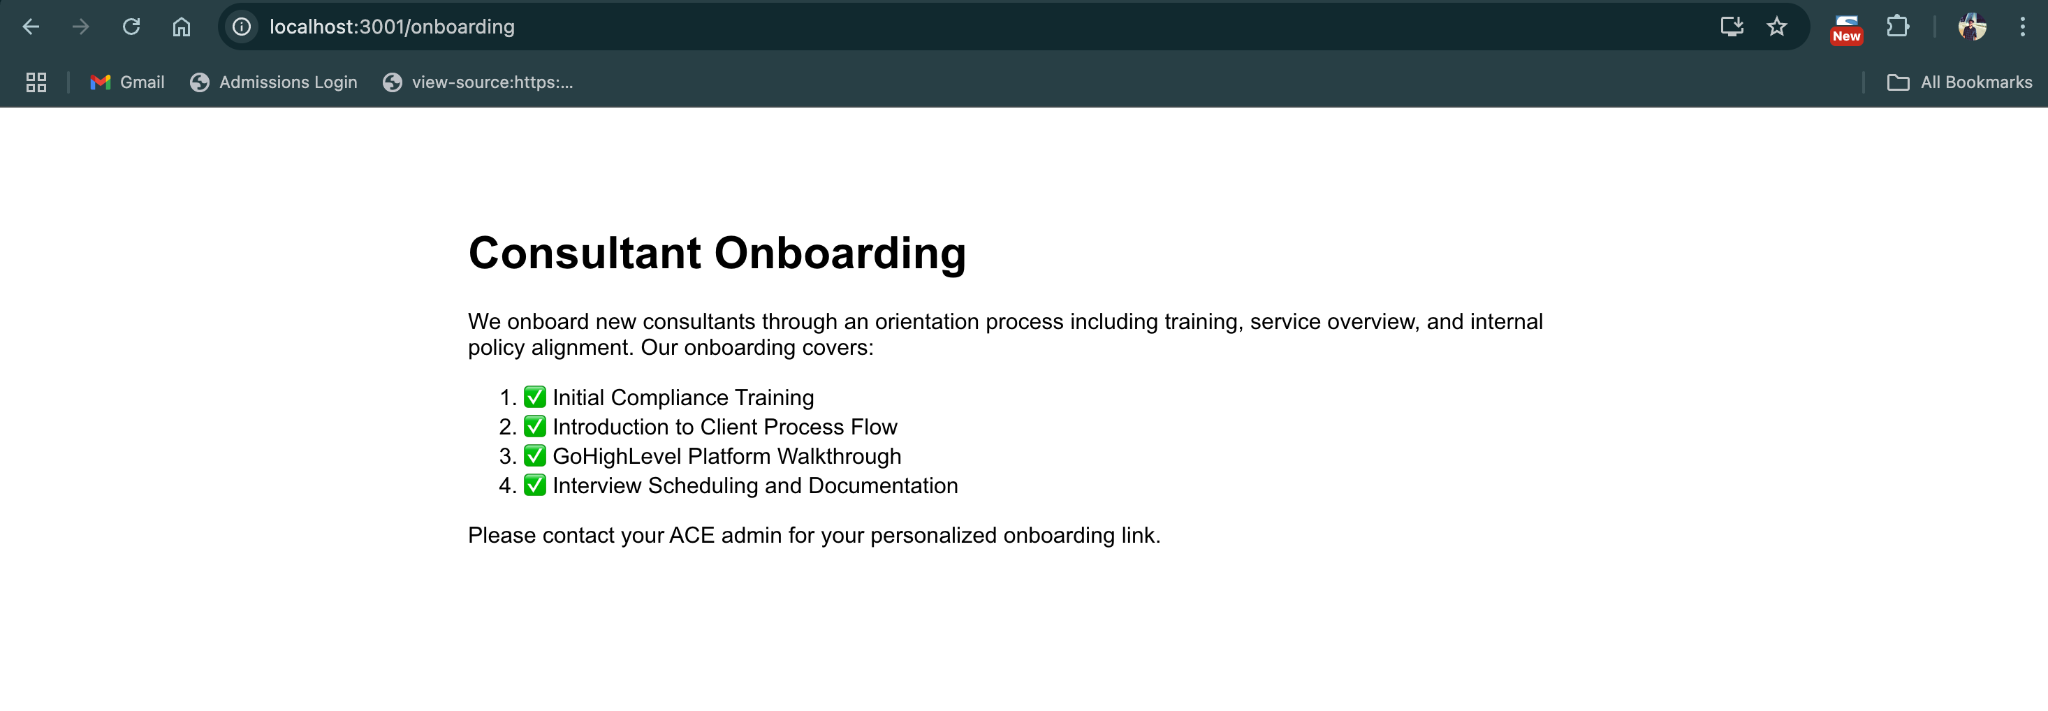 localhost:3001/onboarding
New
Gmail
Admissions Login
view-source:https:...
All Bookmarks
Consultant Onboarding
We onboard new consultants through an orientation process including training, service overview, and internal
policy alignment. Our onboarding covers:
1. ✅ Initial Compliance Training
2. ✅ Introduction to Client Process Flow
3. ✅ GoHighLevel Platform Walkthrough
4. ✅ Interview Scheduling and Documentation
Please contact your ACE admin for your personalized onboarding link.